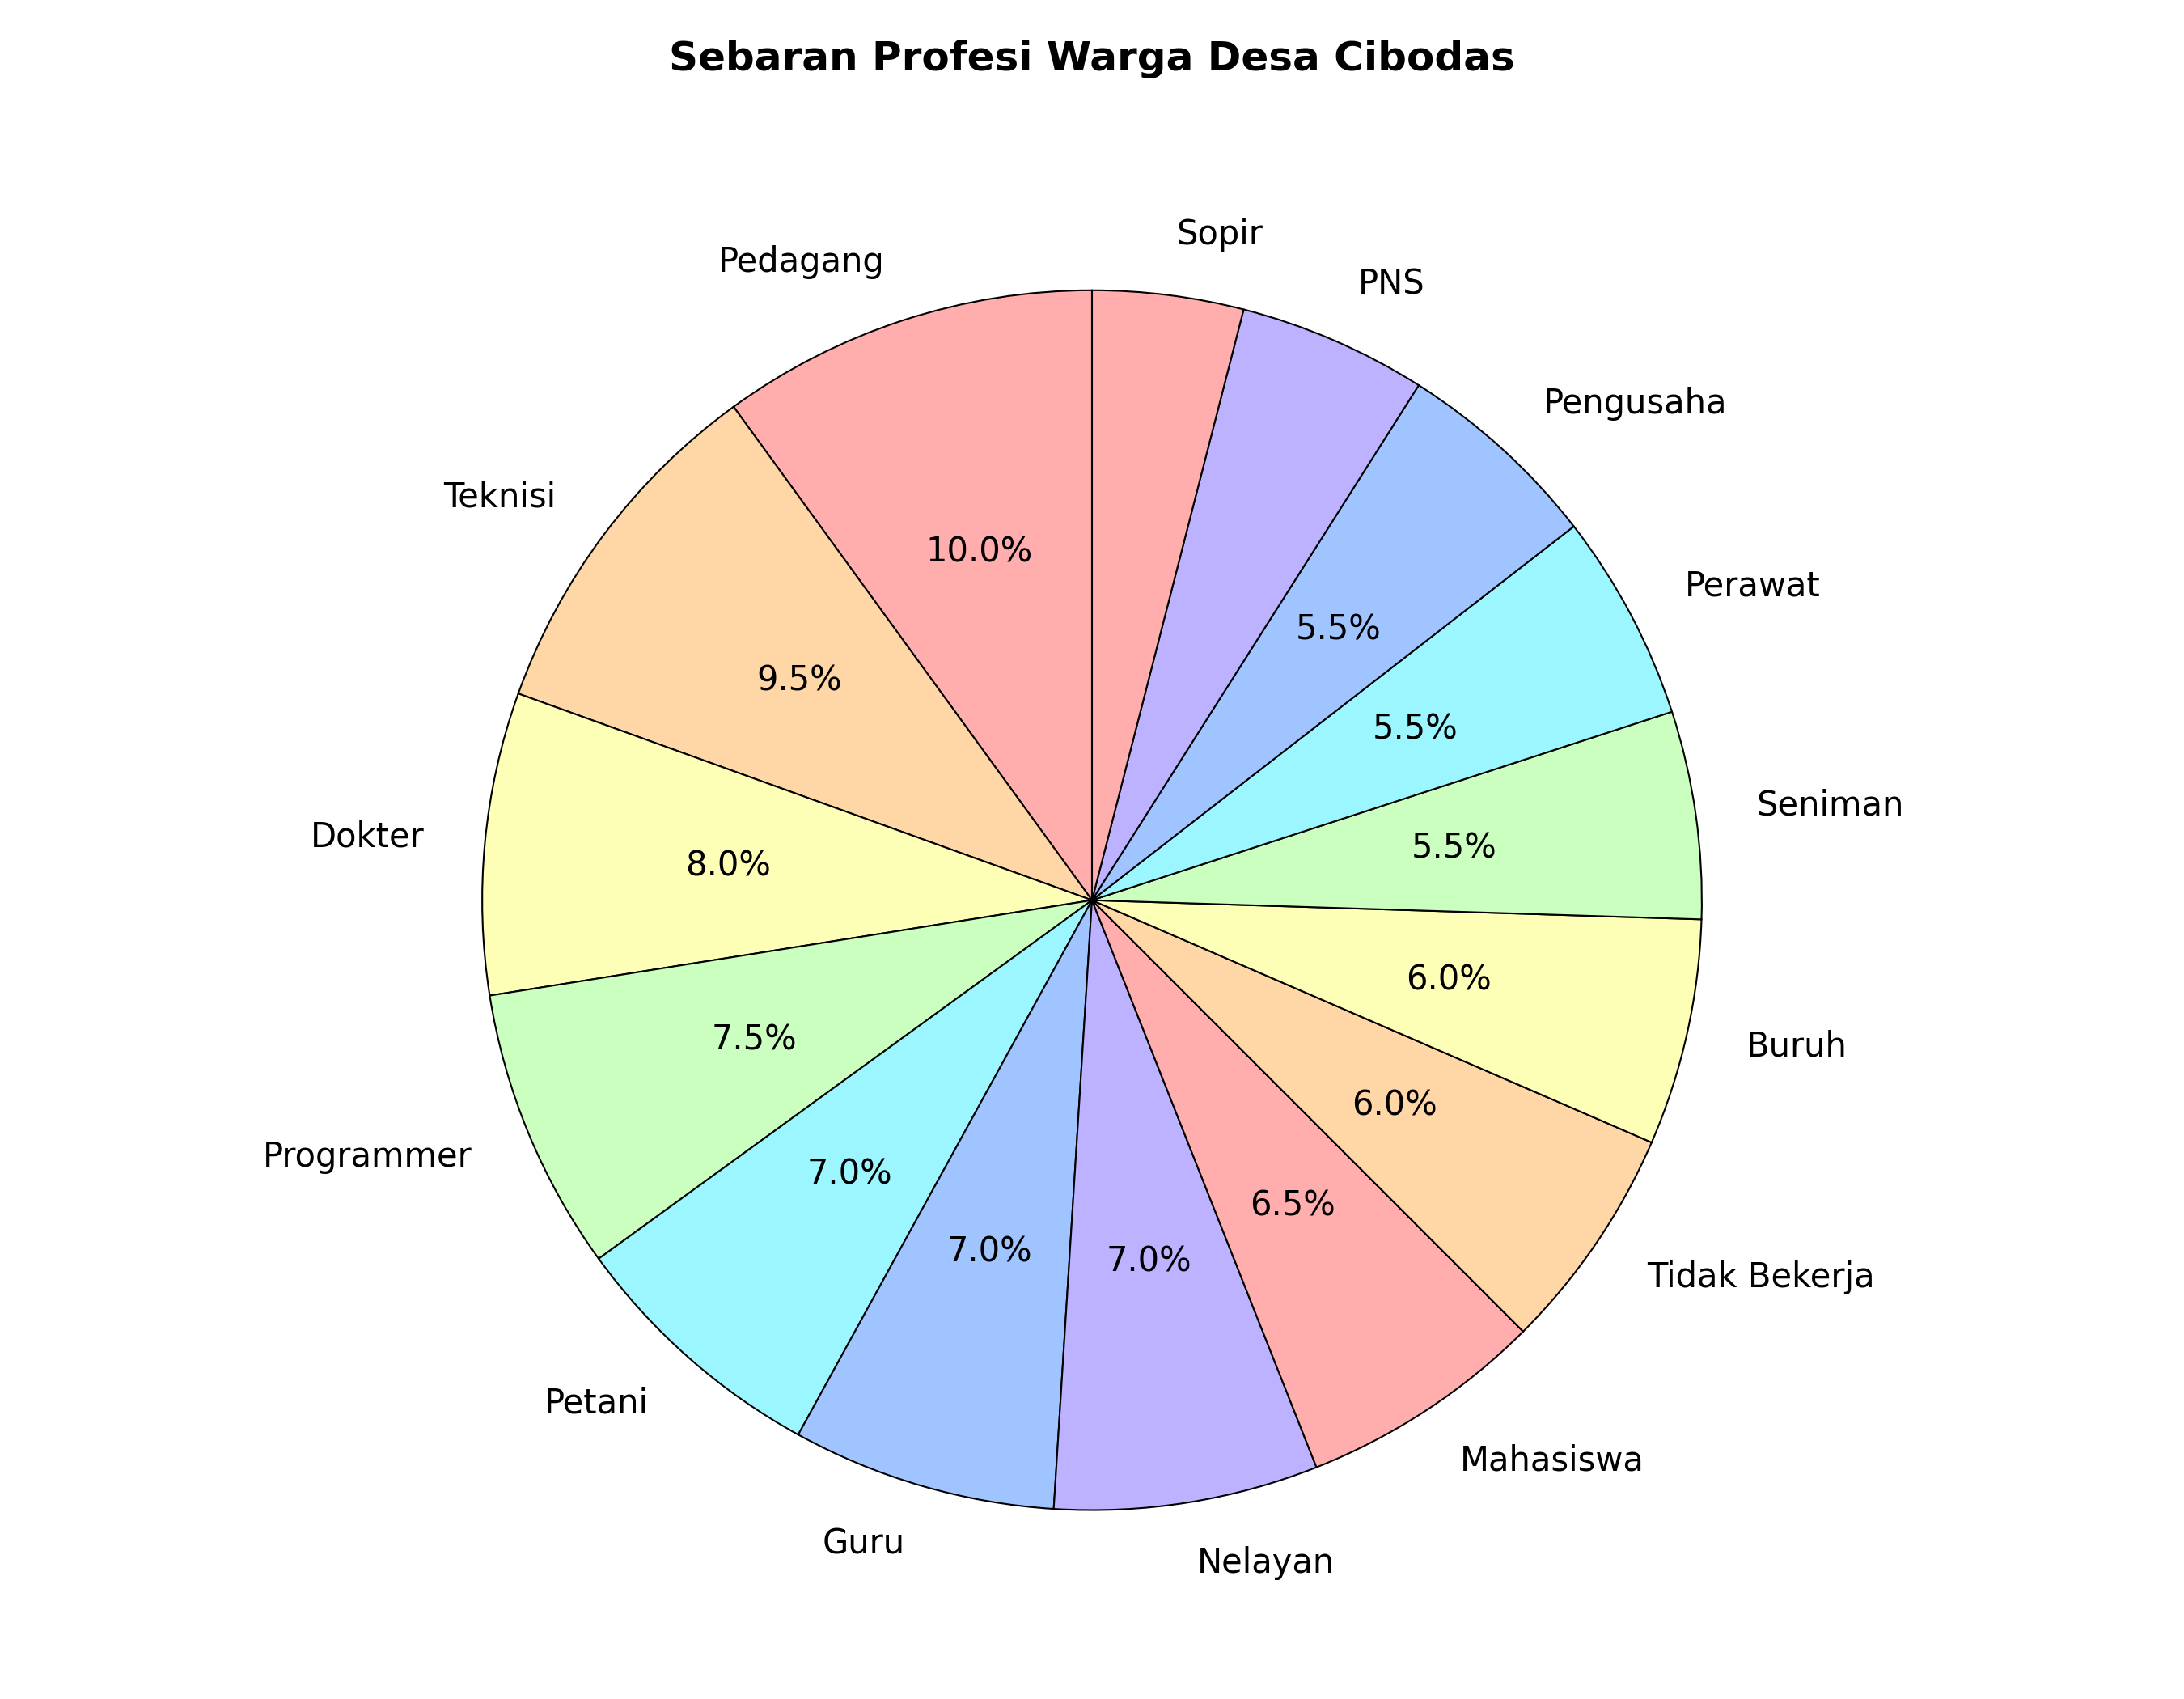 Sebaran Profesi Warga Desa Cibodas
Sopir
Pedagang
PNS
Pengusaha
Teknisi
10.0%
Perawat
5.5%
9.5%
5.5%
Seniman
Dokter
5.5%
8.0%
6.0%
7.5%
Buruh
6.0%
Programmer
7.0%
6.5%
7.0%
7.0%
Tidak Bekerja
Petani
Mahasiswa
Guru
Nelayan